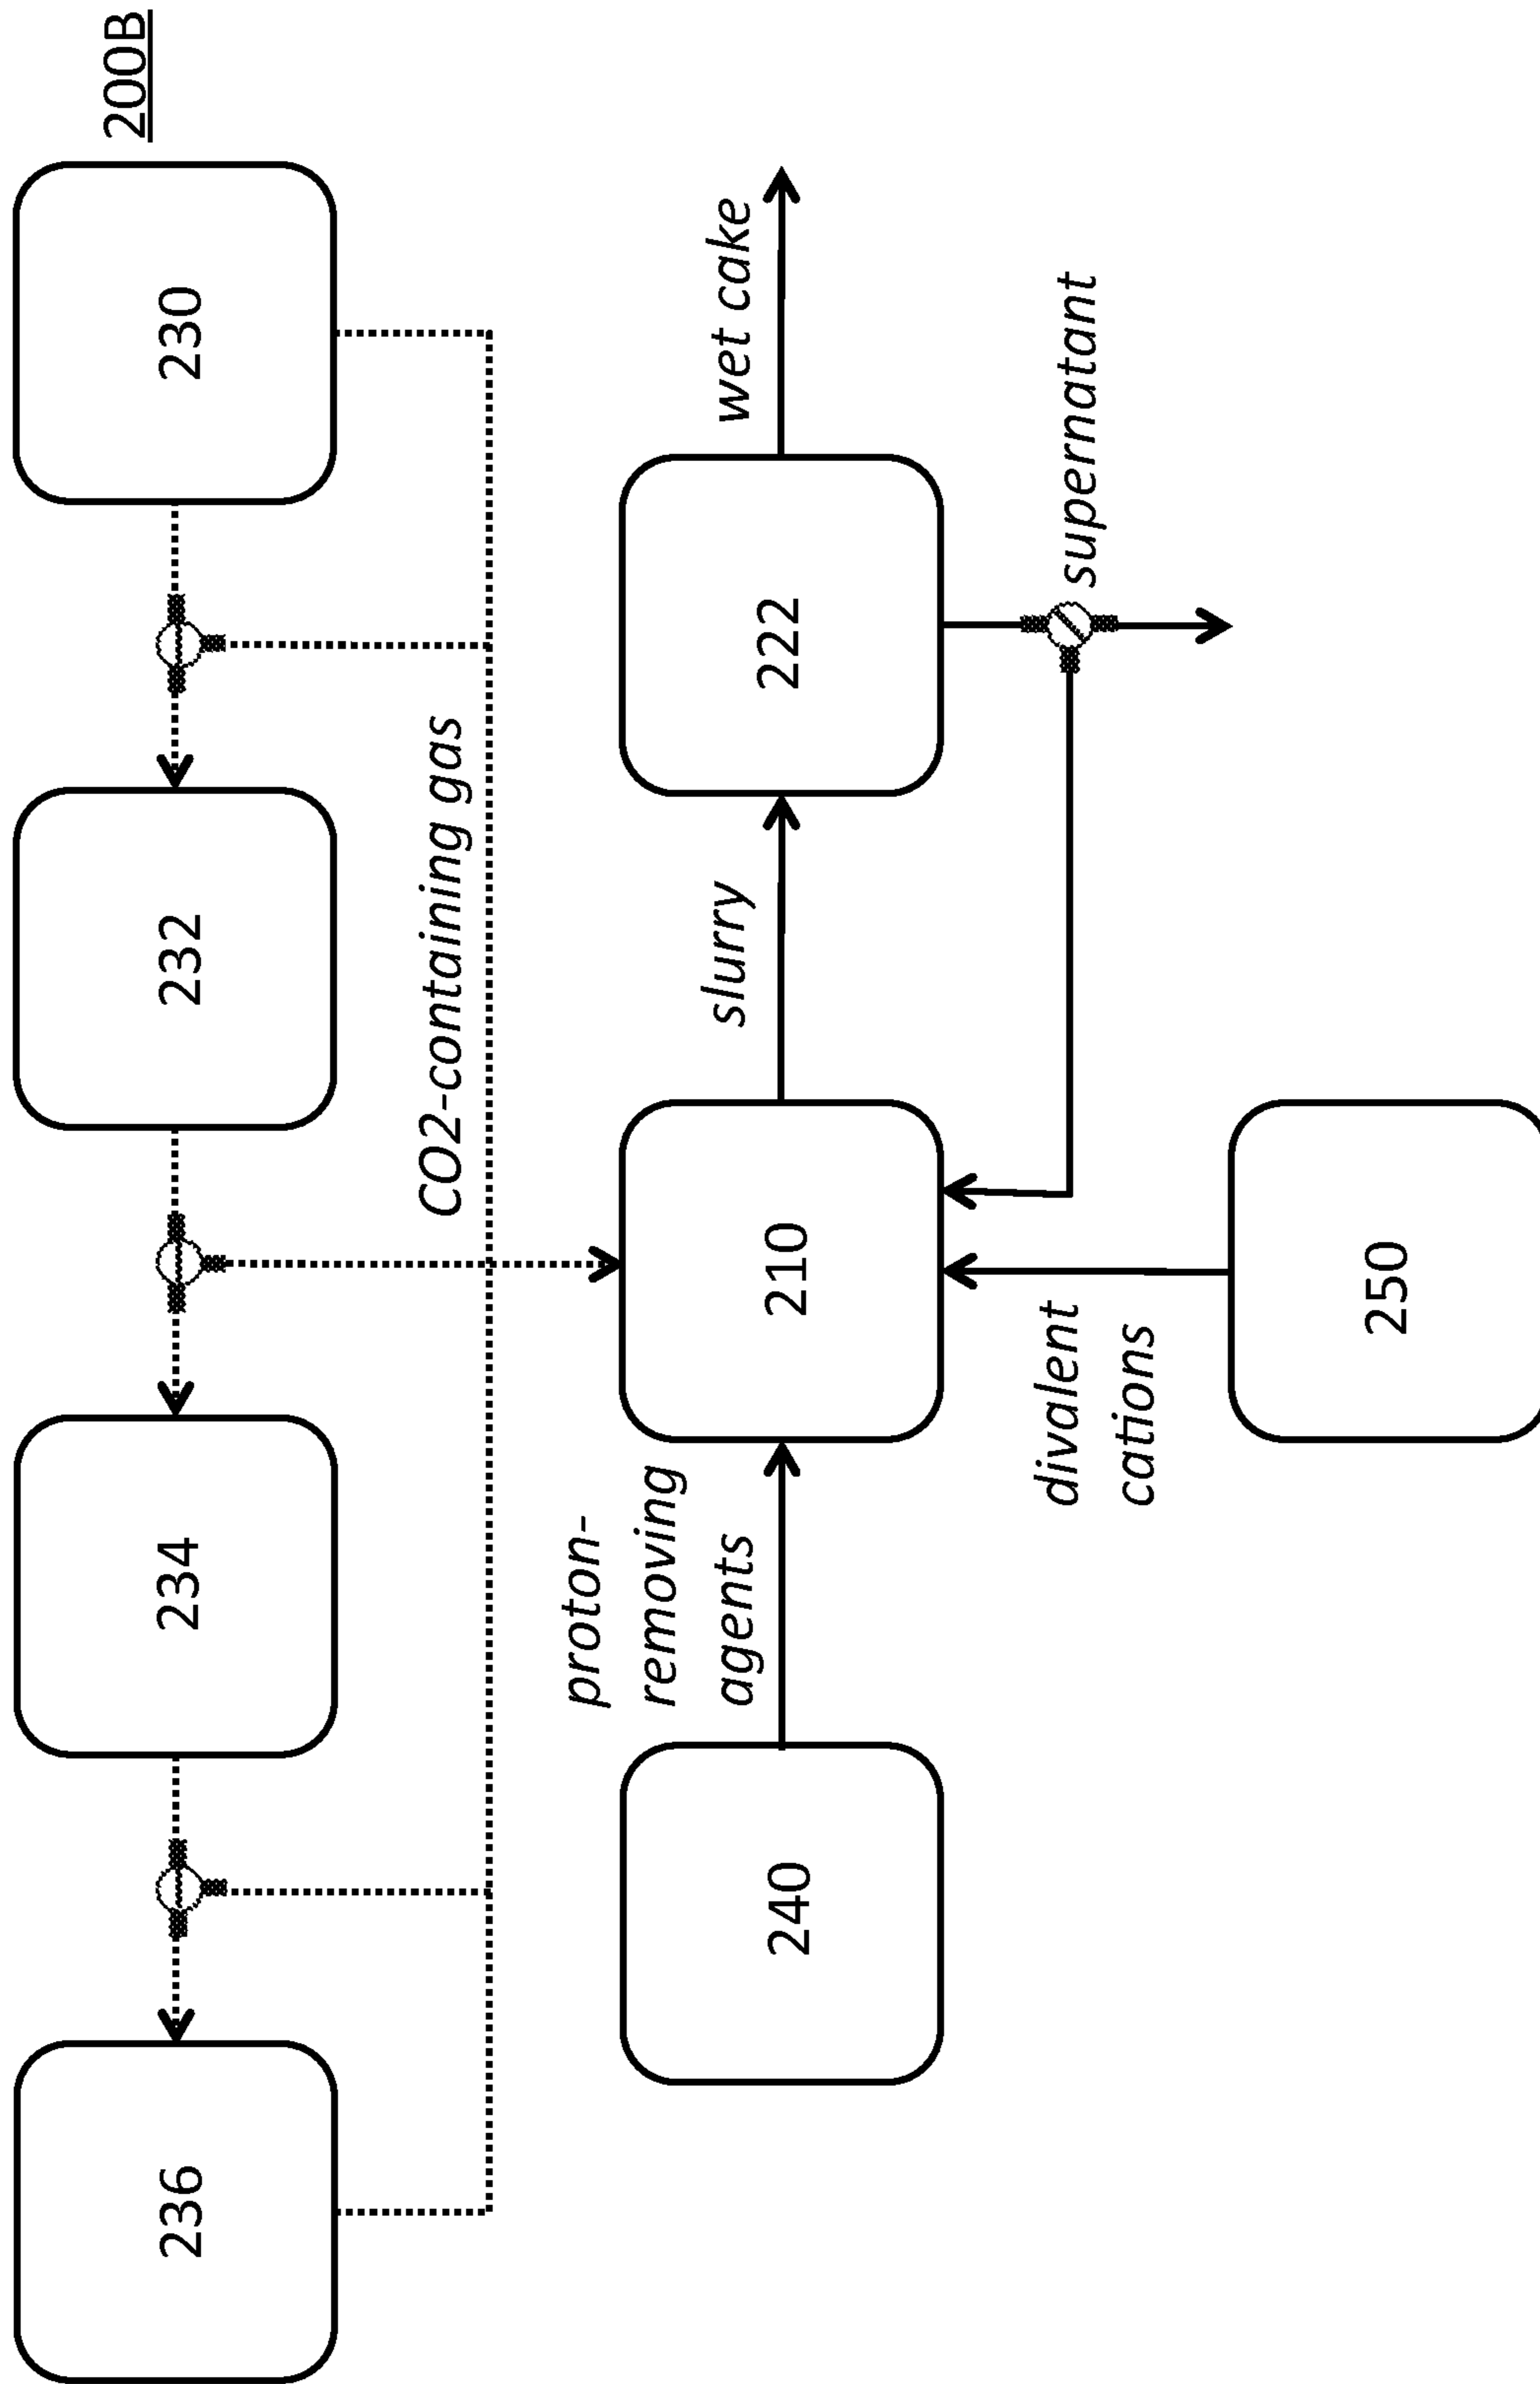 200B
236
234
232
230
CO2-containing gas
proton-
removing
agents
slurry
wet cake
240
210
222
divalent
cations
supernatant
250